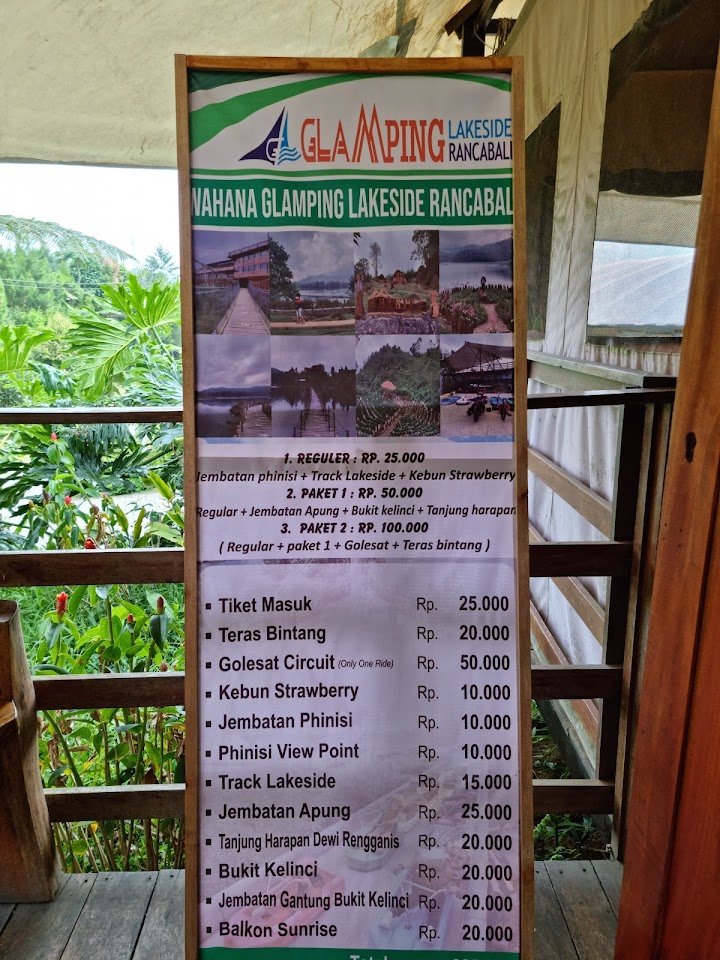 GLAMPING LAKESIDE RANCABALI
WAHANA GLAMPING LAKESIDE RANCABAL
1. REGULER : RP. 25.000
Jembatan phinisi + Track Lakeside + Kebun Strawberry
2. PAKET 1 : RP. 50.000
Regular + Jembatan Apung + Bukit kelinci + Tanjung harapan
3. PAKET 2 : RP. 100.000
( Regular + paket 1 + Golesat + Teras bintang )
▪ Tiket Masuk Rp. 25.000
▪ Teras Bintang Rp. 20.000
▪ Golesat Circuit (Only One Ride) Rp. 50.000
▪ Kebun Strawberry Rp. 10.000
▪ Jembatan Phinisi Rp. 10.000
▪ Phinisi View Point Rp. 10.000
▪ Track Lakeside Rp. 15.000
▪ Jembatan Apung Rp. 25.000
▪ Tanjung Harapan Dewi Rengganis Rp. 20.000
▪ Bukit Kelinci Rp. 20.000
▪ Jembatan Gantung Bukit Kelinci Rp. 20.000
▪ Balkon Sunrise Rp. 20.000